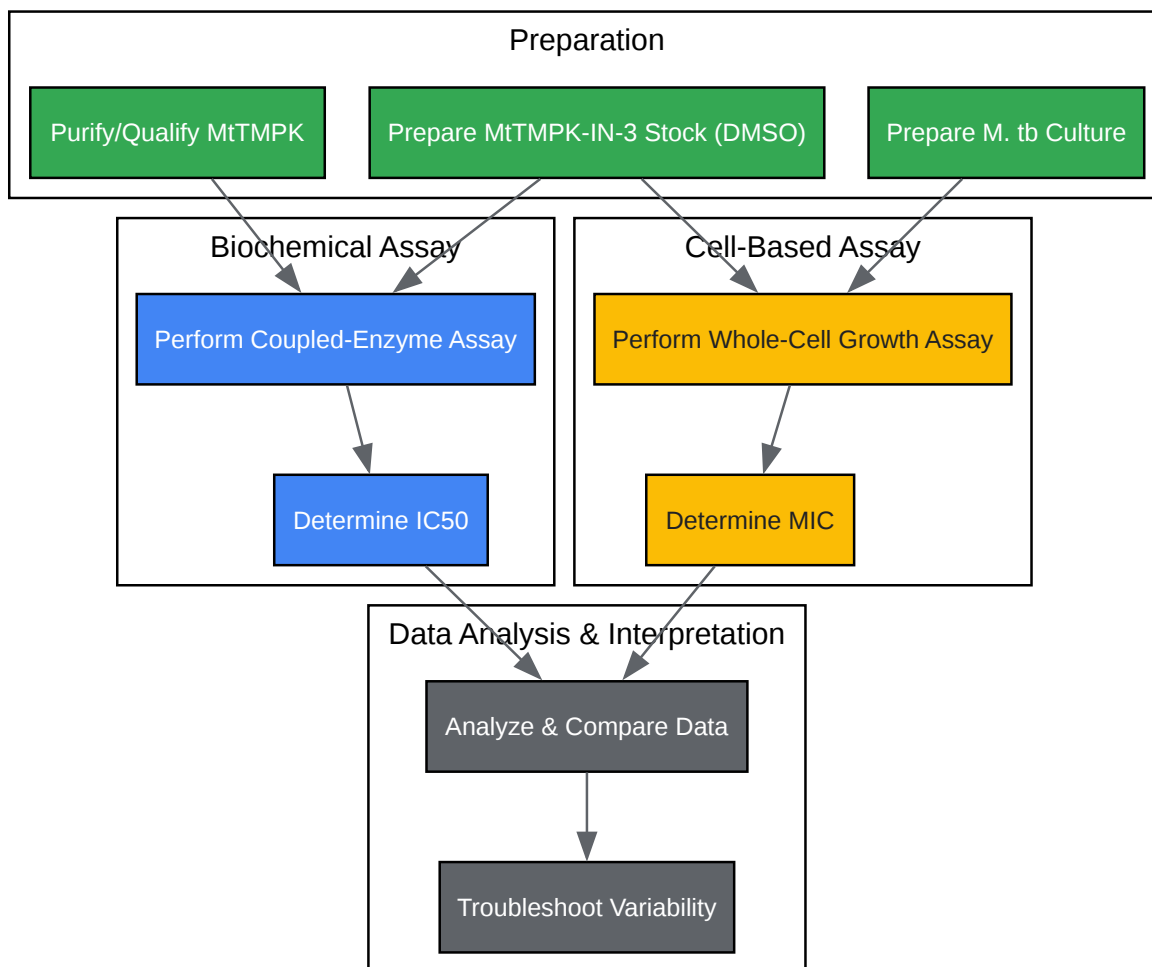 Preparation
Purify/Qualify MtTMPK
Prepare MtTMPK-IN-3 Stock (DMSO)
Prepare M. tb Culture
Biochemical Assay
Cell-Based Assay
Perform Coupled-Enzyme Assay
Perform Whole-Cell Growth Assay
Determine IC50
Determine MIC
Data Analysis & Interpretation
Analyze & Compare Data
Troubleshoot Variability